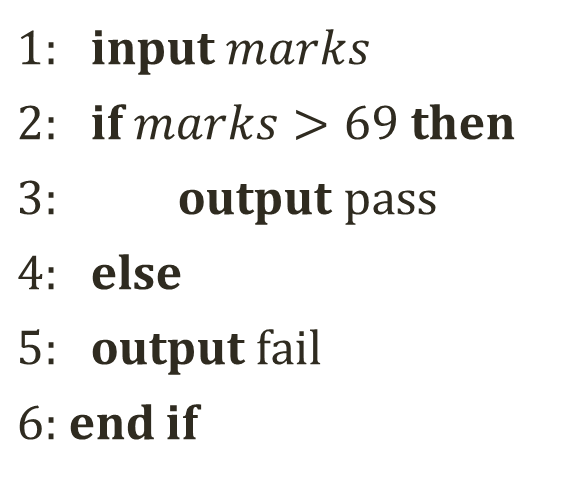 1: input marks
2: if marks > 69 then
3: output pass
4: else
5: output fail
6: end if